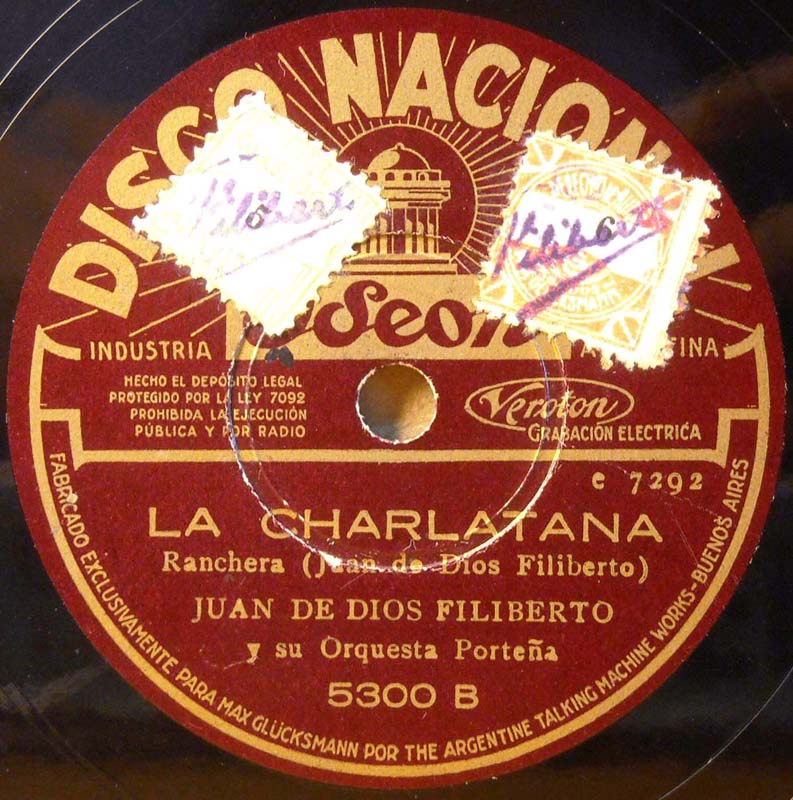 DISCO NACIONAL
Filiberto
6
Filiberto
6
Odeon
INDUSTRIA ARGENTINA
HECHO EL DEPÓSITO LEGAL
PROTEGIDO POR LA LEY 7092
PROHIBIDA LA EJECUCIÓN
PÚBLICA Y POR RADIO
Veroton
GRABACIÓN ELECTRICA
e 7292
LA CHARLATANA
Ranchera (Juan de Dios Filiberto)
JUAN DE DIOS FILIBERTO
y su Orquesta Porteña
5300 B
FABRICADO EXCLUSIVAMENTE PARA MAX GLÜCKSMANN POR THE ARGENTINE TALKING MACHINE WORKS-BUENOS AIRES